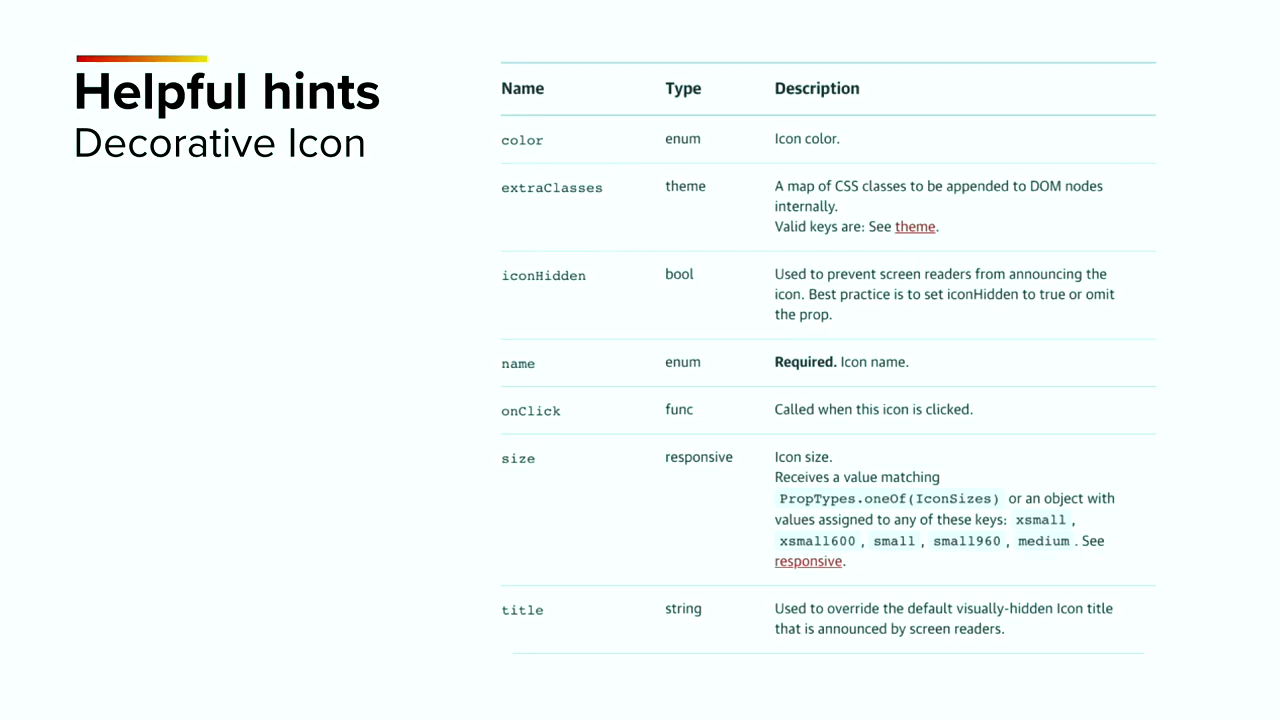 Helpful hints
Decorative Icon
Name Type Description
color enum Icon color.
extraClasses theme A map of CSS classes to be appended to DOM nodes
internally.
Valid keys are: See theme.
iconHidden bool Used to prevent screen readers from announcing the
icon. Best practice is to set iconHidden to true or omit
the prop.
name enum Required. Icon name.
onClick func Called when this icon is clicked.
size responsive Icon size.
Receives a value matching
PropTypes.oneOf(IconSizes) or an object with
values assigned to any of these keys: xsmall ,
xsmall600 , small , small960 , medium . See
responsive.
title string Used to override the default visually-hidden Icon title
that is announced by screen readers.